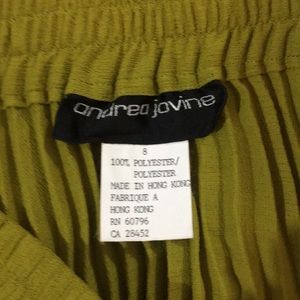 andrea jovine
8
100% POLYESTER/
POLYESTER
MADE IN HONG KONG
FABRIQUE A
HONG KONG
RN 60796
CA 28452